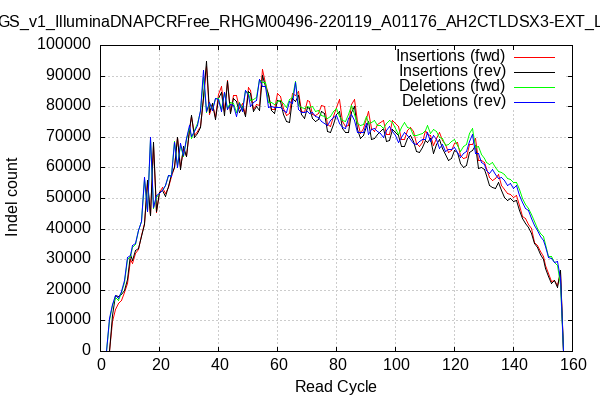 GS_v1_IlluminaDNAPCRFree_RHGM00496-220119_A01176_AH2CTLDSX3-EXT_L
Insertions (fwd)
Insertions (rev)
Deletions (fwd)
Deletions (rev)
100000
90000
80000
70000
60000
50000
40000
30000
20000
10000
0
Indel count
0 20 40 60 80 100 120 140 160
Read Cycle